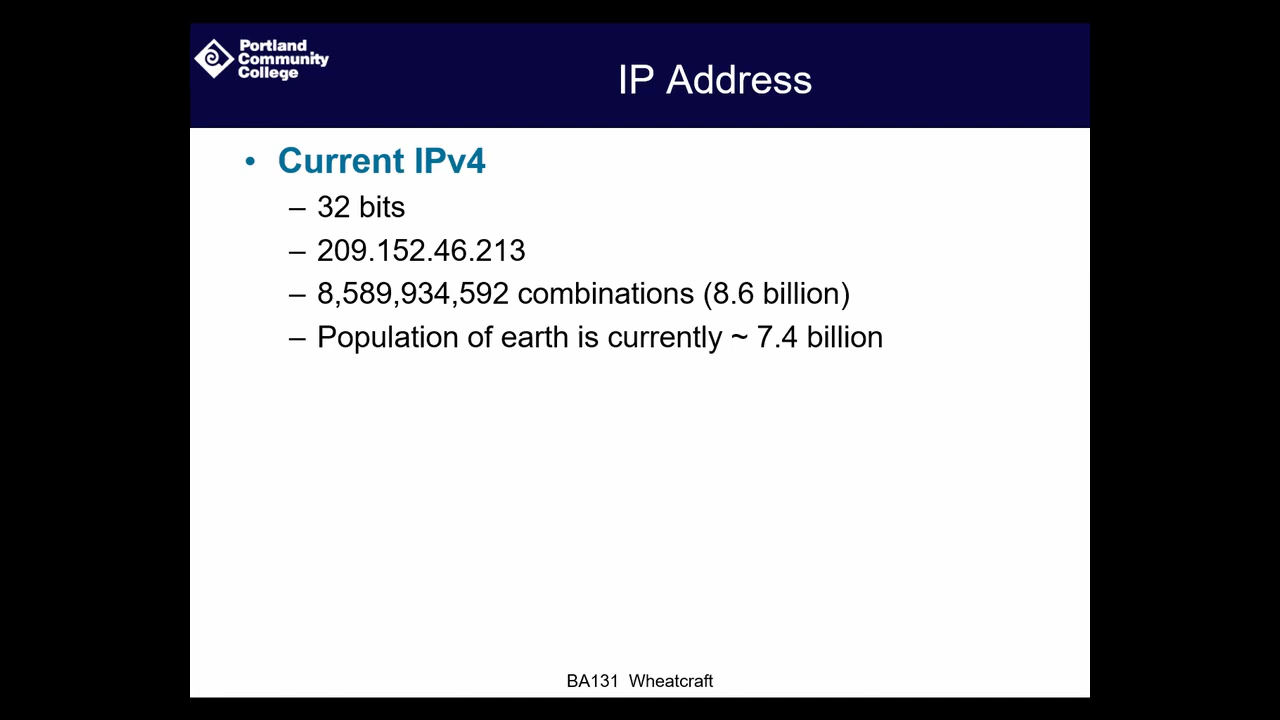 Portland
Community
College
IP Address
• Current IPv4
– 32 bits
– 209.152.46.213
– 8,589,934,592 combinations (8.6 billion)
– Population of earth is currently ~ 7.4 billion
BA131 Wheatcraft